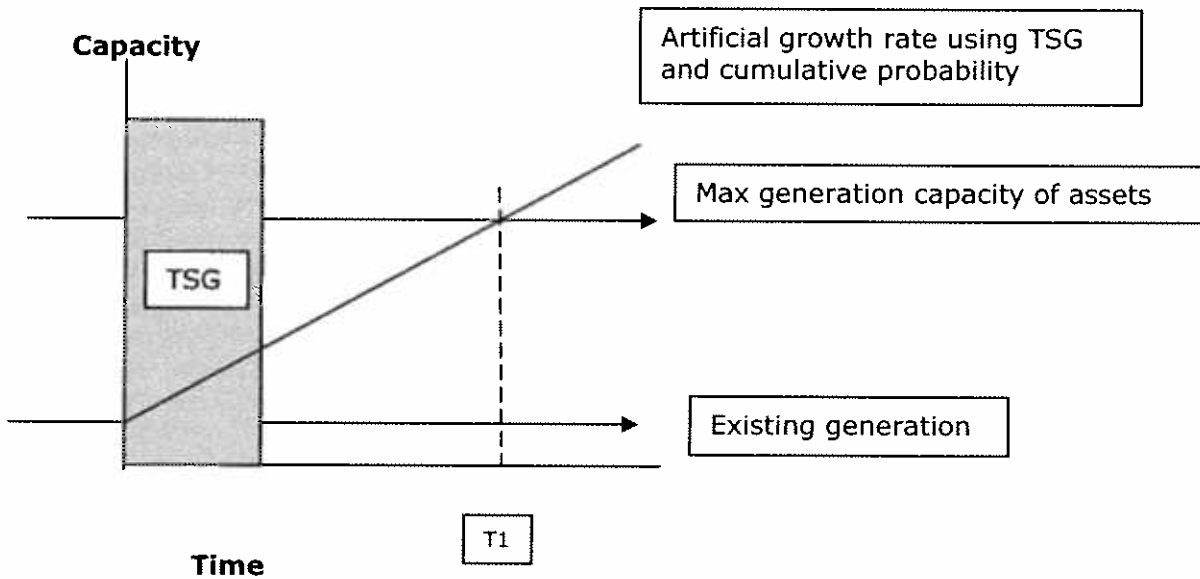 Capacity
Artificial growth rate using TSG
and cumulative probability
Max generation capacity of assets
TSG
Existing generation
T1
Time